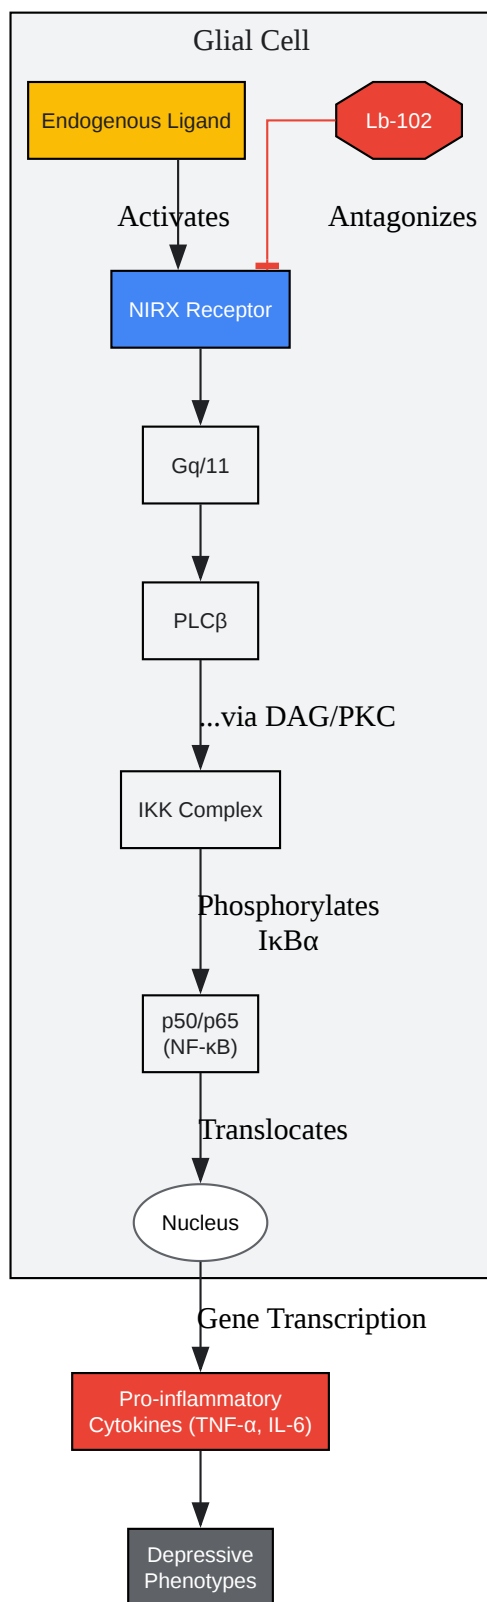 Glial Cell
Endogenous Ligand
Lb-102
Activates
Antagonizes
NIRX Receptor
Gq/11
PLCβ
...via DAG/PKC
IKK Complex
Phosphorylates
IκBα
p50/p65
(NF-κB)
Translocates
Nucleus
Gene Transcription
Pro-inflammatory
Cytokines (TNF-α, IL-6)
Depressive
Phenotypes